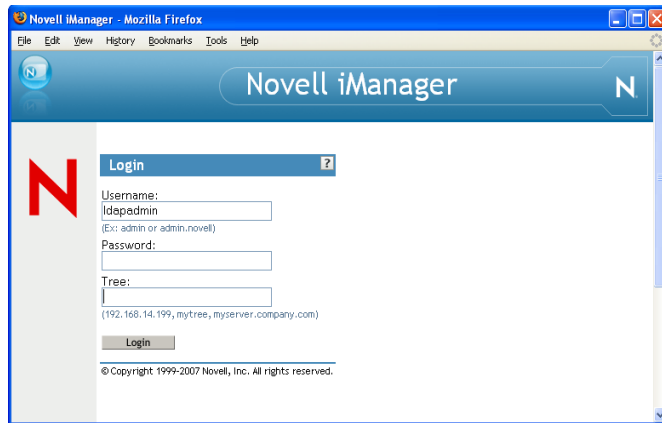 Novell iManager - Mozilla Firefox
File Edit View History Bookmarks Tools Help
N
Novell iManager
N
N
Login ?
Username:
ldapadmin
(Ex: admin or admin.novell)
Password:
Tree:
(192.168.14.199, mytree, myserver.company.com)
Login
© Copyright 1999-2007 Novell, Inc. All rights reserved.